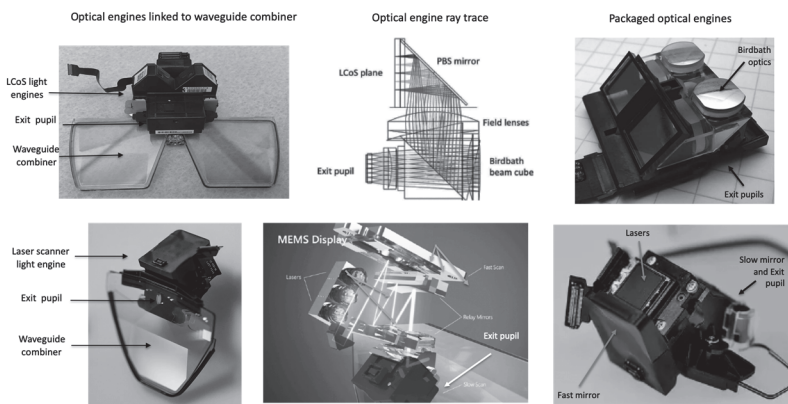 Optical engines linked to waveguide combiner
Optical engine ray trace
Packaged optical engines
LCoS light
engines
Exit pupil
Waveguide
combiner
LCoS plane
PBS mirror
Field lenses
Exit pupil
Birdbath
beam cube
Birdbath
optics
Exit pupils
Laser scanner
light engine
Exit pupil
Waveguide
combiner
MEMS Display
Lasers
Fast Scan
Relay Mirrors
Exit pupil
Slow Scan
Lasers
Slow mirror
and Exit
pupil
Fast mirror